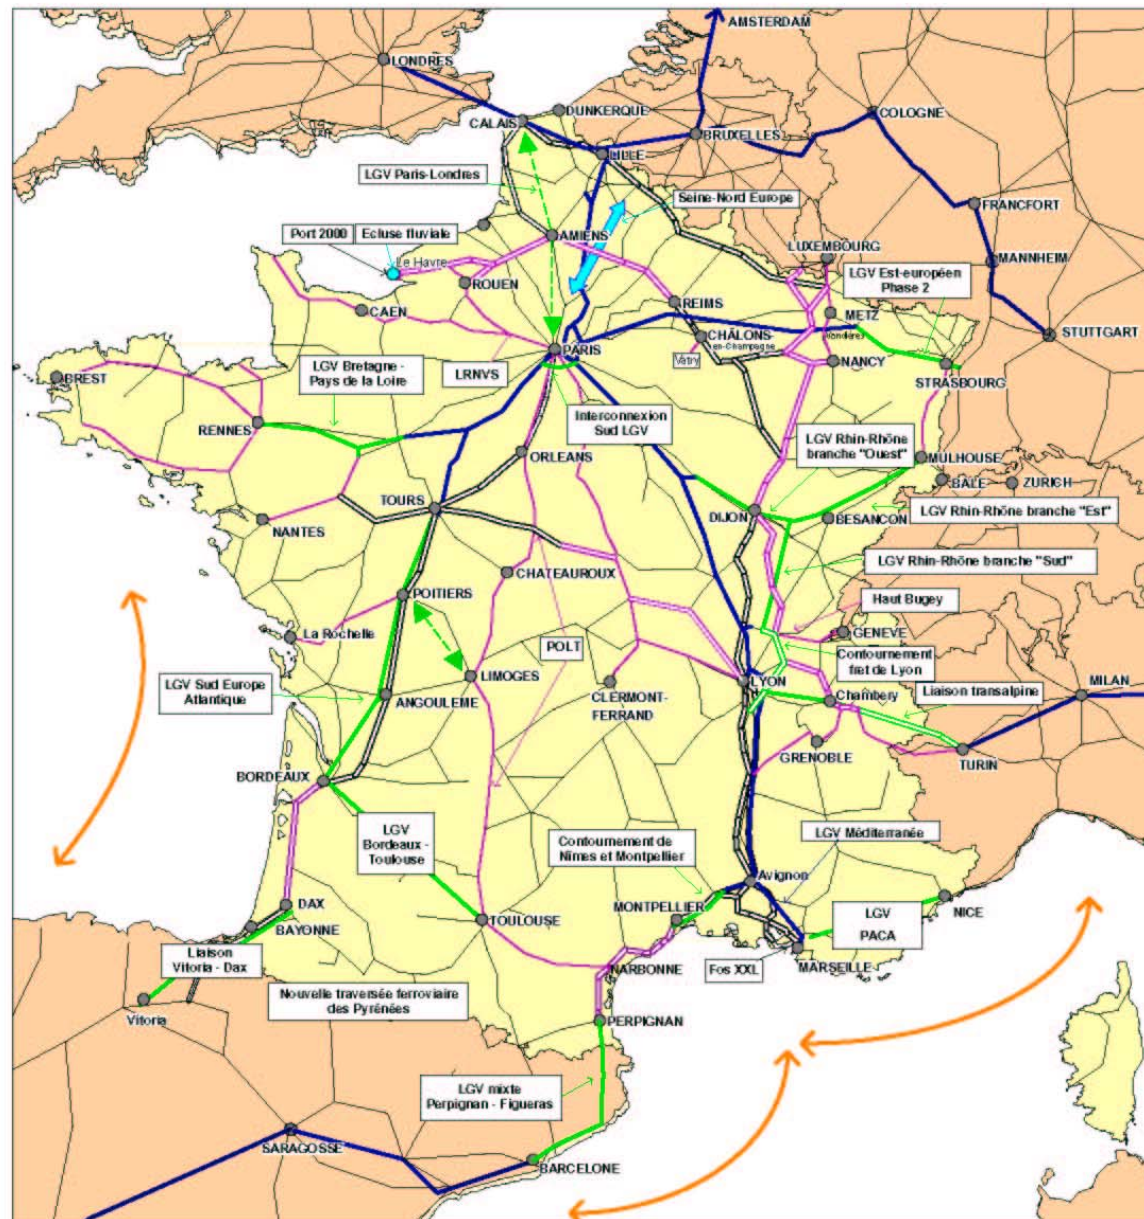 AMSTERDAM
LONDRES
DUNKERQUE
CALAIS
COLOGNE
BRUXELLES
LILLE
LGV Paris-Londres
Seine-Nord Europe
FRANCFORT
Port 2000
Ecluse fluviale
AMIENS
LUXEMBOURG
MANNHEIM
Le Havre
LGV Est-européen
Phase 2
ROUEN
REIMS
CAEN
METZ
CHÂLONS
en-Champagne
STUTTGART
PARIS
Vatry
NANCY
BREST
LGV Bretagne -
Pays de la Loire
LRNVS
STRASBOURG
Interconnexion
Sud LGV
RENNES
LGV Rhin-Rhône
branche "Ouest"
ORLEANS
MULHOUSE
BALE
ZURICH
TOURS
DIJON
BESANCON
LGV Rhin-Rhône branche "Est"
NANTES
LGV Rhin-Rhône branche "Sud"
CHATEAUROUX
POITIERS
Haut Bugey
La Rochelle
GENEVE
POLT
Contournement
fret de Lyon
LGV Sud Europe
Atlantique
LIMOGES
LYON
ANGOULEME
CLERMONT-
FERRAND
Chambery
Liaison transalpine
MILAN
GRENOBLE
TURIN
BORDEAUX
LGV
Bordeaux -
Toulouse
Contournement de
Nîmes et Montpellier
LGV Méditerranée
Avignon
DAX
TOULOUSE
MONTPELLIER
NICE
BAYONNE
LGV
PACA
Liaison
Vitoria - Dax
NARBONNE
Fos XXL
MARSEILLE
Nouvelle traversée ferroviaire
des Pyrénées
Vitoria
PERPIGNAN
LGV mixte
Perpignan - Figueras
SARAGOSSE
BARCELONE